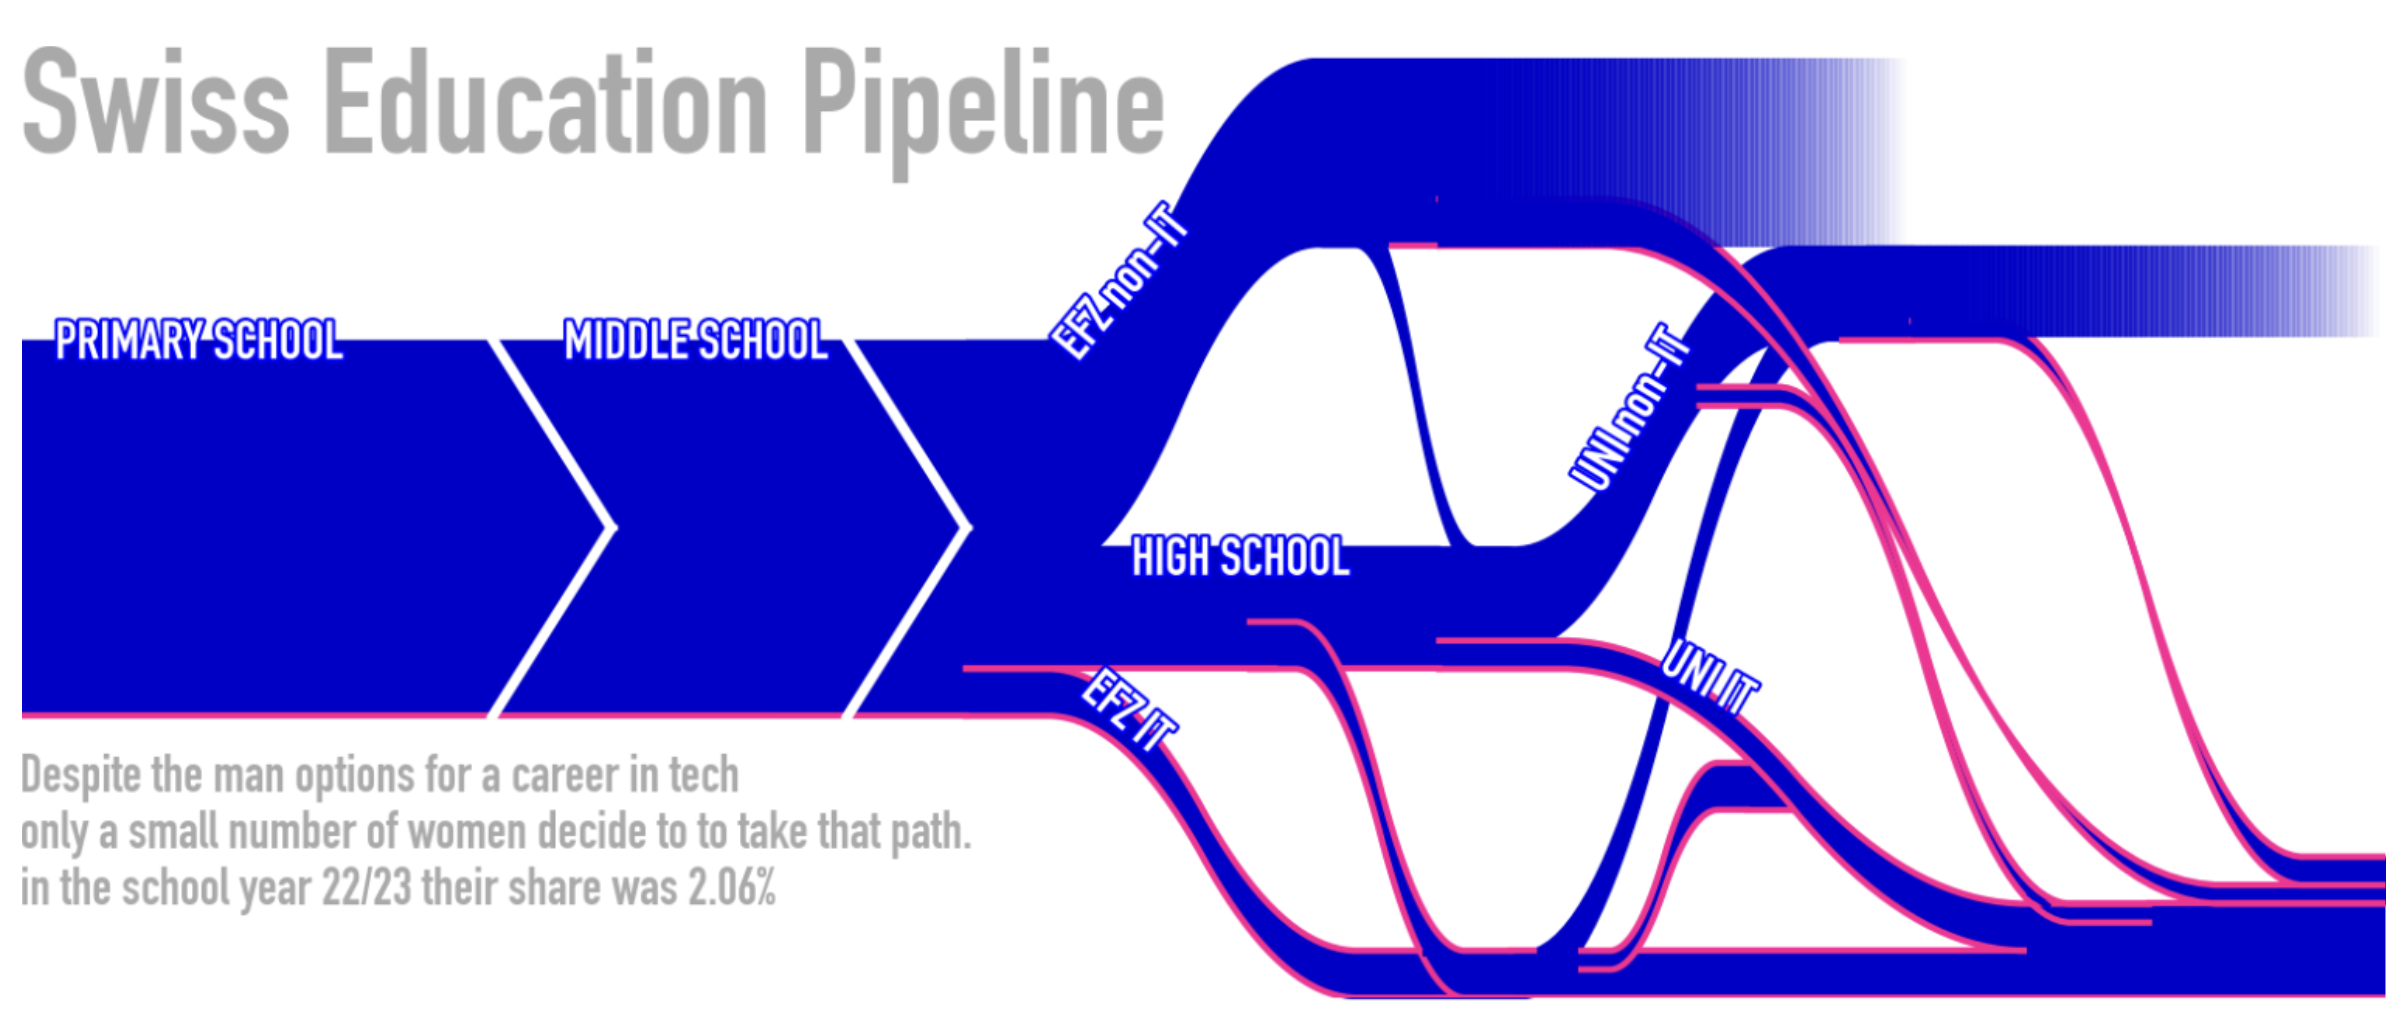 Swiss Education Pipeline
PRIMARY SCHOOL
MIDDLE SCHOOL
EFZ non-IT
HIGH SCHOOL
UNI non-IT
EFZ IT
UNI IT
Despite the man options for a career in tech
only a small number of women decide to to take that path.
in the school year 22/23 their share was 2.06%